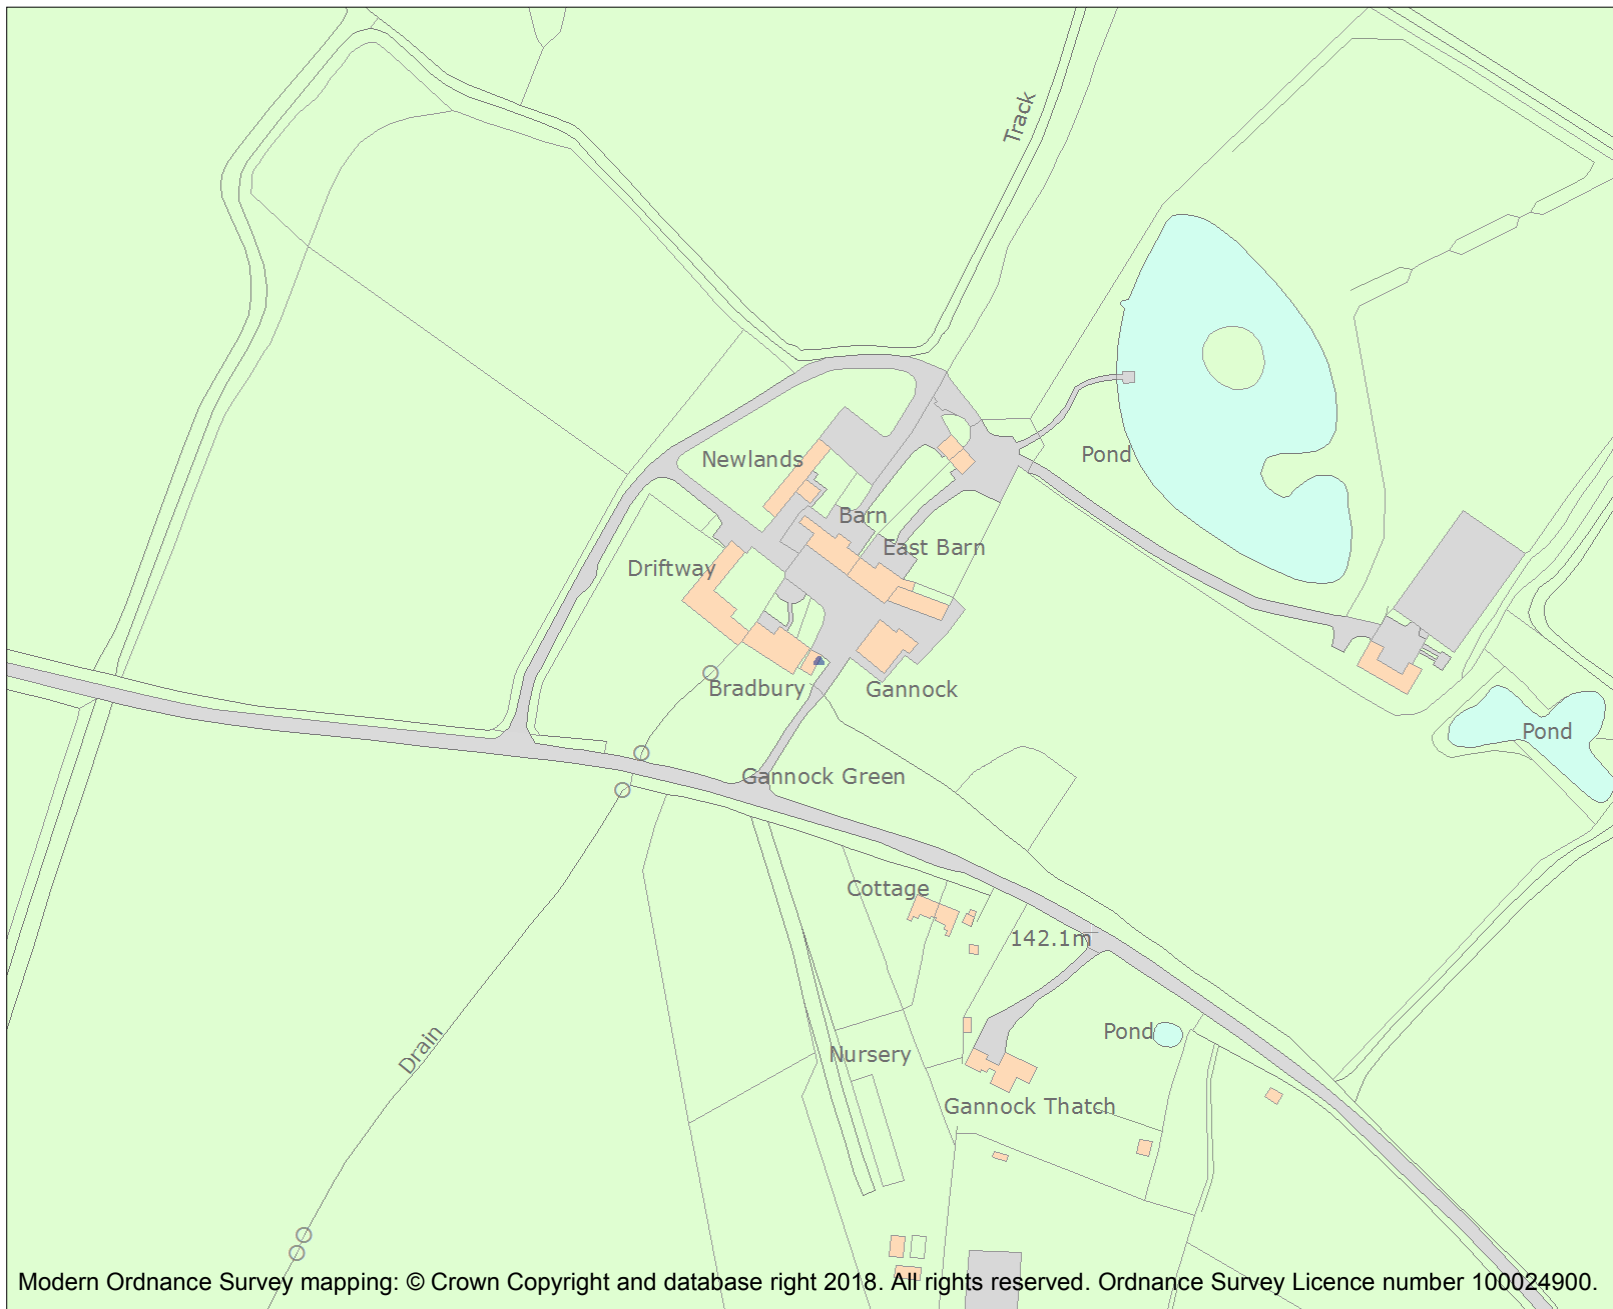 Track
Pond
Newlands
Barn
East Barn
Driftway
Bradbury
Gannock
Pond
Gannock Green
Cottage
142.1m
Pond
Drain
Nursery
Gannock Thatch
Modern Ordnance Survey mapping: © Crown Copyright and database right 2018. All rights reserved. Ordnance Survey Licence number 100024900.